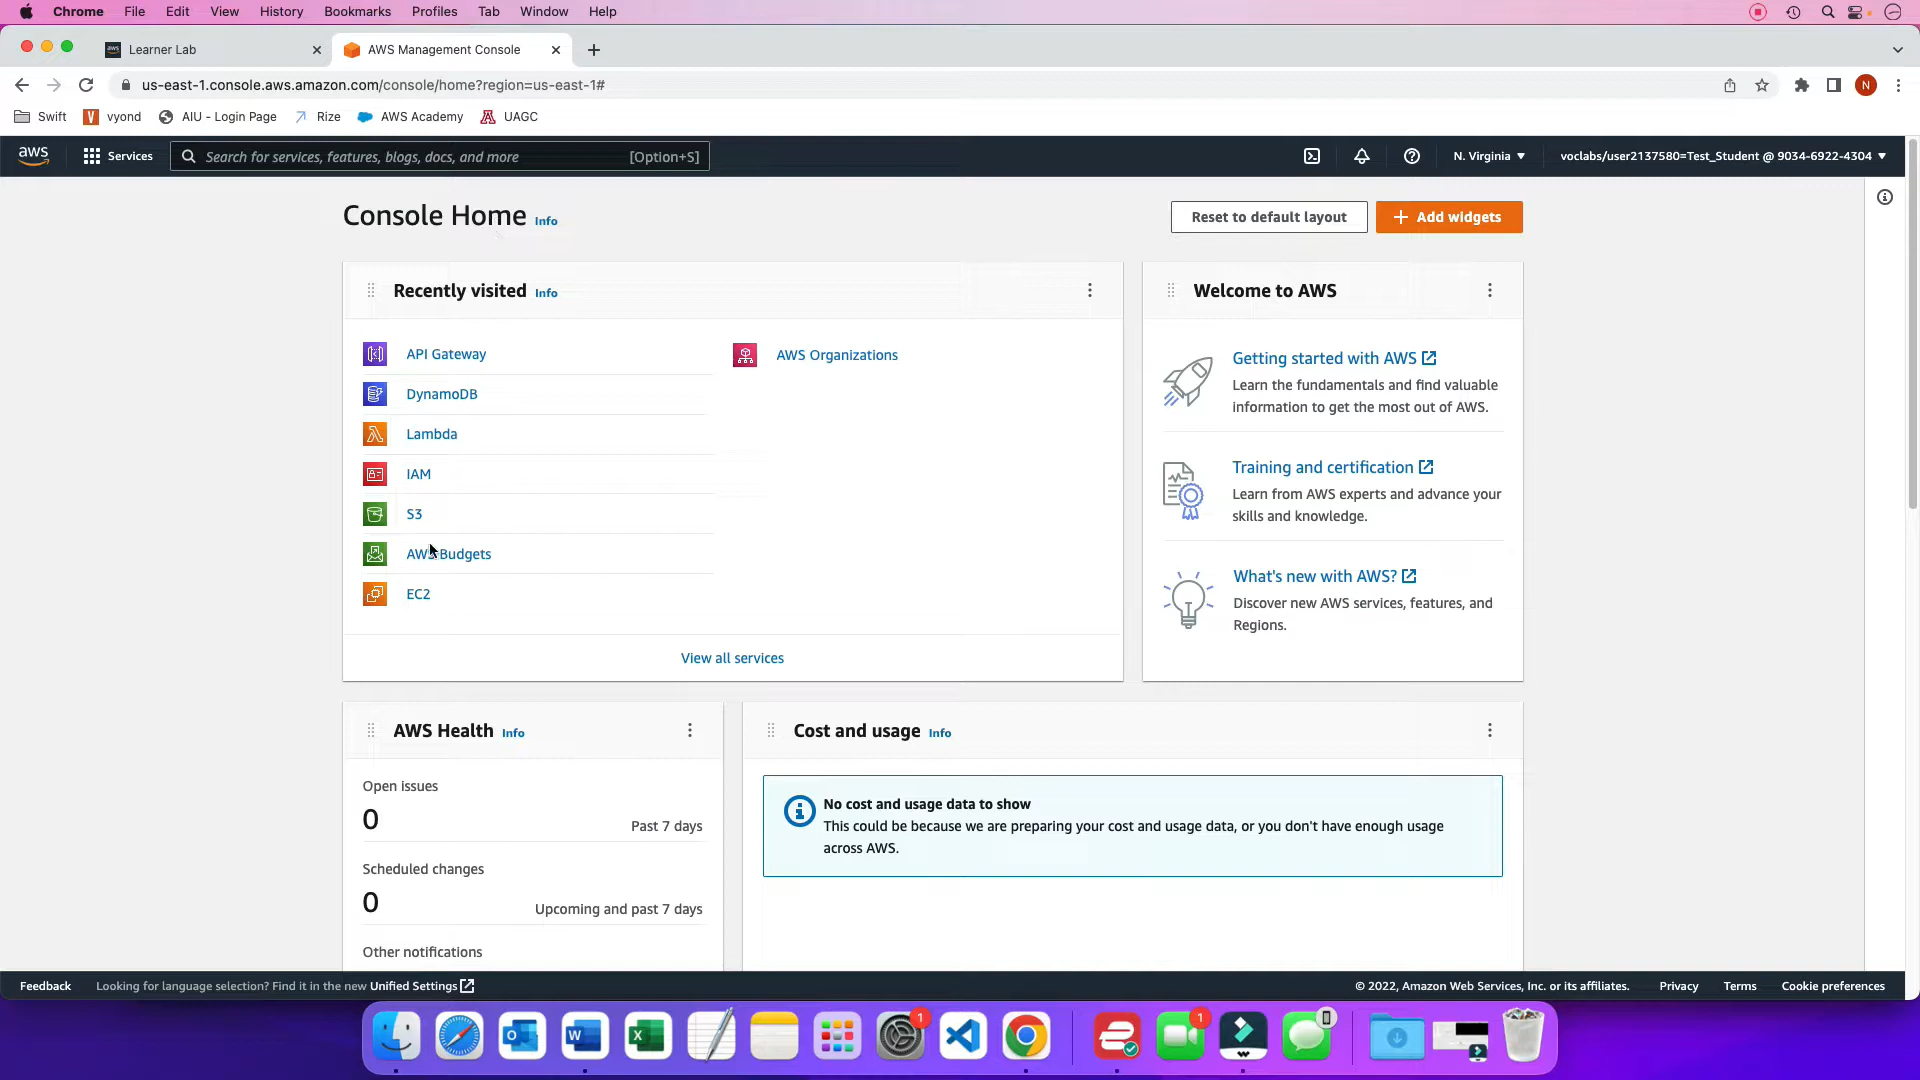 Chrome File Edit View History Bookmarks Profiles Tab Window Help
Learner Lab
AWS Management Console
us-east-1.console.aws.amazon.com/console/home?region=us-east-1#
N
Swift vyond AIU - Login Page Rize AWS Academy UAGC
aws Services Search for services, features, blogs, docs, and more [Option+S] N. Virginia voclabs/user2137580=Test_Student @ 9034-6922-4304
Console Home Info
Reset to default layout
Add widgets
Recently visited Info
API Gateway
DynamoDB
Lambda
IAM
S3
AWS Budgets
EC2
AWS Organizations
View all services
Welcome to AWS
Getting started with AWS
Learn the fundamentals and find valuable
information to get the most out of AWS.
Training and certification
Learn from AWS experts and advance your
skills and knowledge.
What's new with AWS?
Discover new AWS services, features, and
Regions.
AWS Health Info
Open issues
0
Past 7 days
Scheduled changes
0
Upcoming and past 7 days
Other notifications
Cost and usage Info
No cost and usage data to show
This could be because we are preparing your cost and usage data, or you don't have enough usage
across AWS.
Feedback Looking for language selection? Find it in the new Unified Settings © 2022, Amazon Web Services, Inc. or its affiliates. Privacy Terms Cookie preferences
1
1